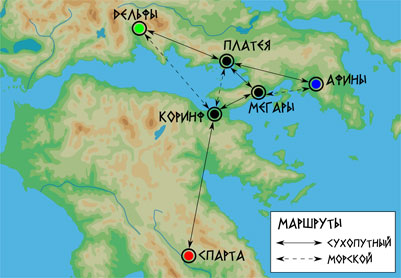 ДЕЛЬФЫ
ПЛАТЕЯ
АФИНЫ
МЕГАРЫ
КОРИНФ
СПАРТА
МАРШРУТЫ
СУХОПУТНЫЙ
МОРСКОЙ